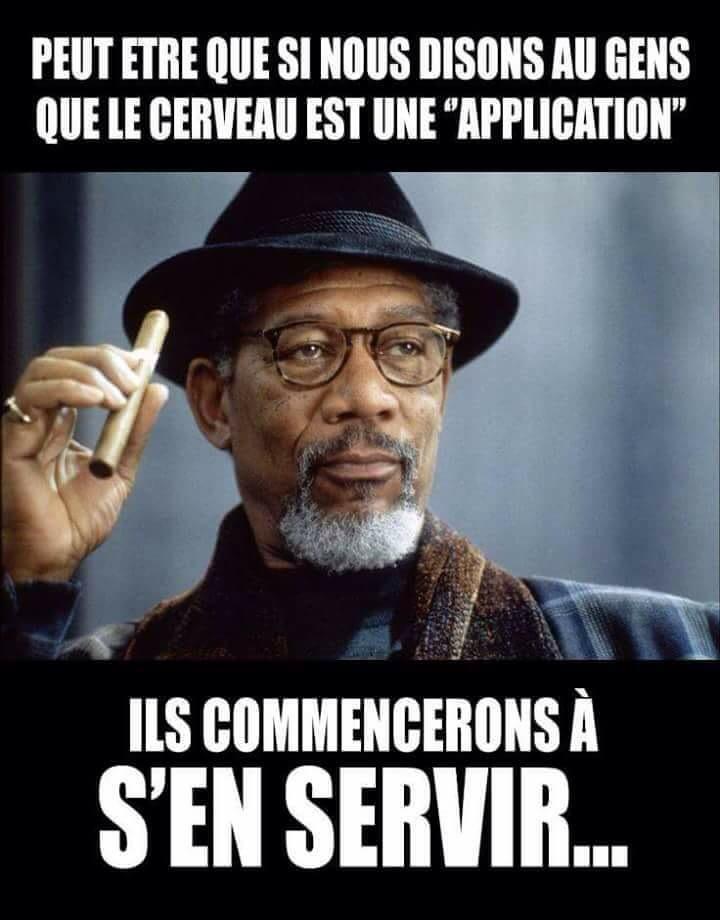 PEUT ETRE QUE SI NOUS DISONS AU GENS
QUE LE CERVEAU EST UNE “APPLICATION”
ILS COMMENCERONS À
S'EN SERVIR...